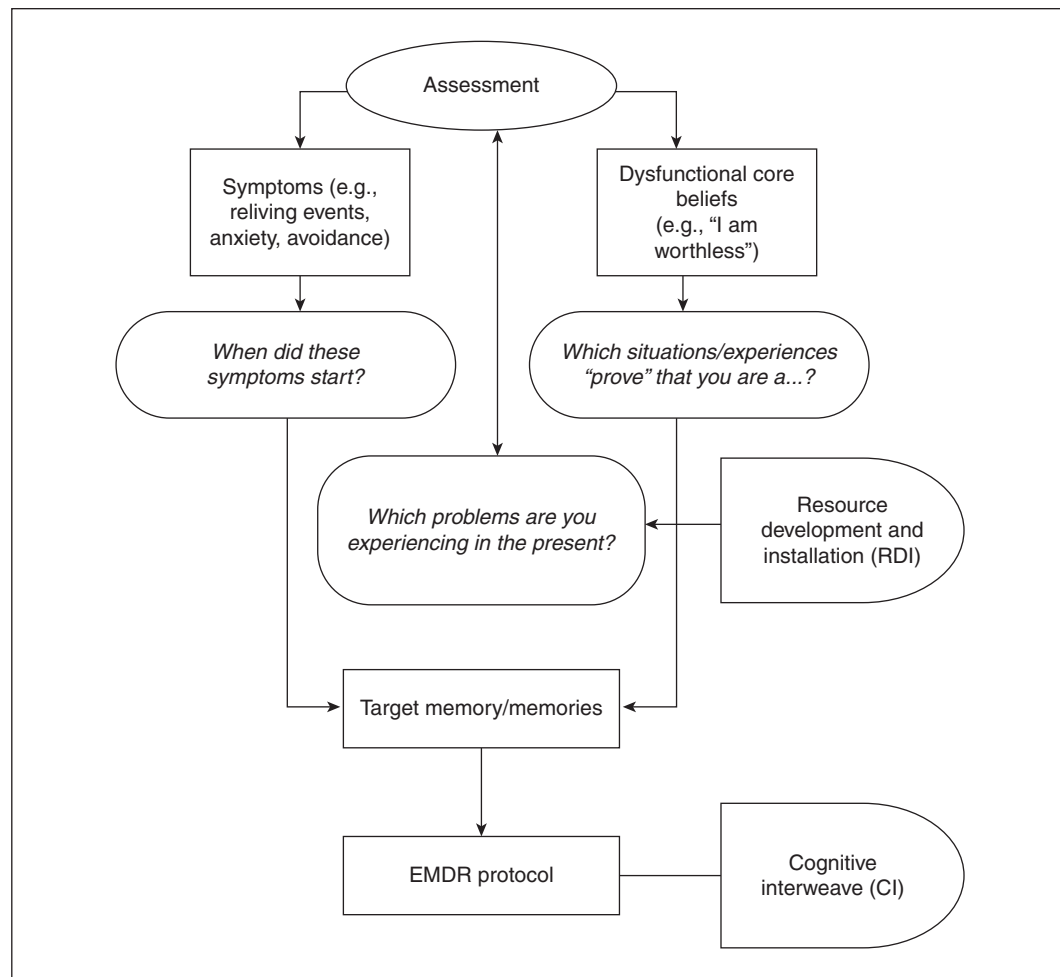 Assessment
Symptoms (e.g.,
reliving events,
anxiety, avoidance)
Dysfunctional core
beliefs
(e.g., “I am
worthless”)
When did these
symptoms start?
Which situations/experiences
“prove” that you are a...?
Which problems are you
experiencing in the present?
Resource
development and
installation (RDI)
Target memory/memories
EMDR protocol
Cognitive
interweave (CI)